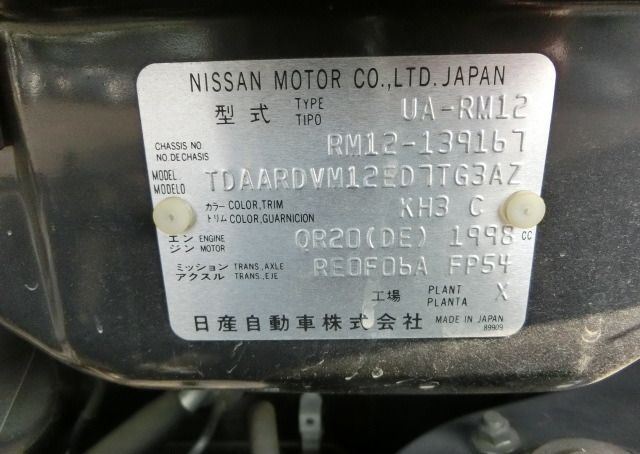 NISSAN MOTOR CO.,LTD. JAPAN
型式 TYPE TIPO UA-RM12
CHASSIS NO. NO.DE CHASIS RM12-139167
MODEL MODELO TDAARDVM12ED7TG3AZ
カラー COLOR,TRIM
トリム COLOR,GUARNICION KH3 C
エン ENGINE
ジン MOTOR QR20(DE) 1998 CC
ミッション TRANS,AXLE
アクスル TRANS,EJE RE0F06A FP54
工場 PLANT PLANTA X
日産自動車株式会社 MADE IN JAPAN
89909